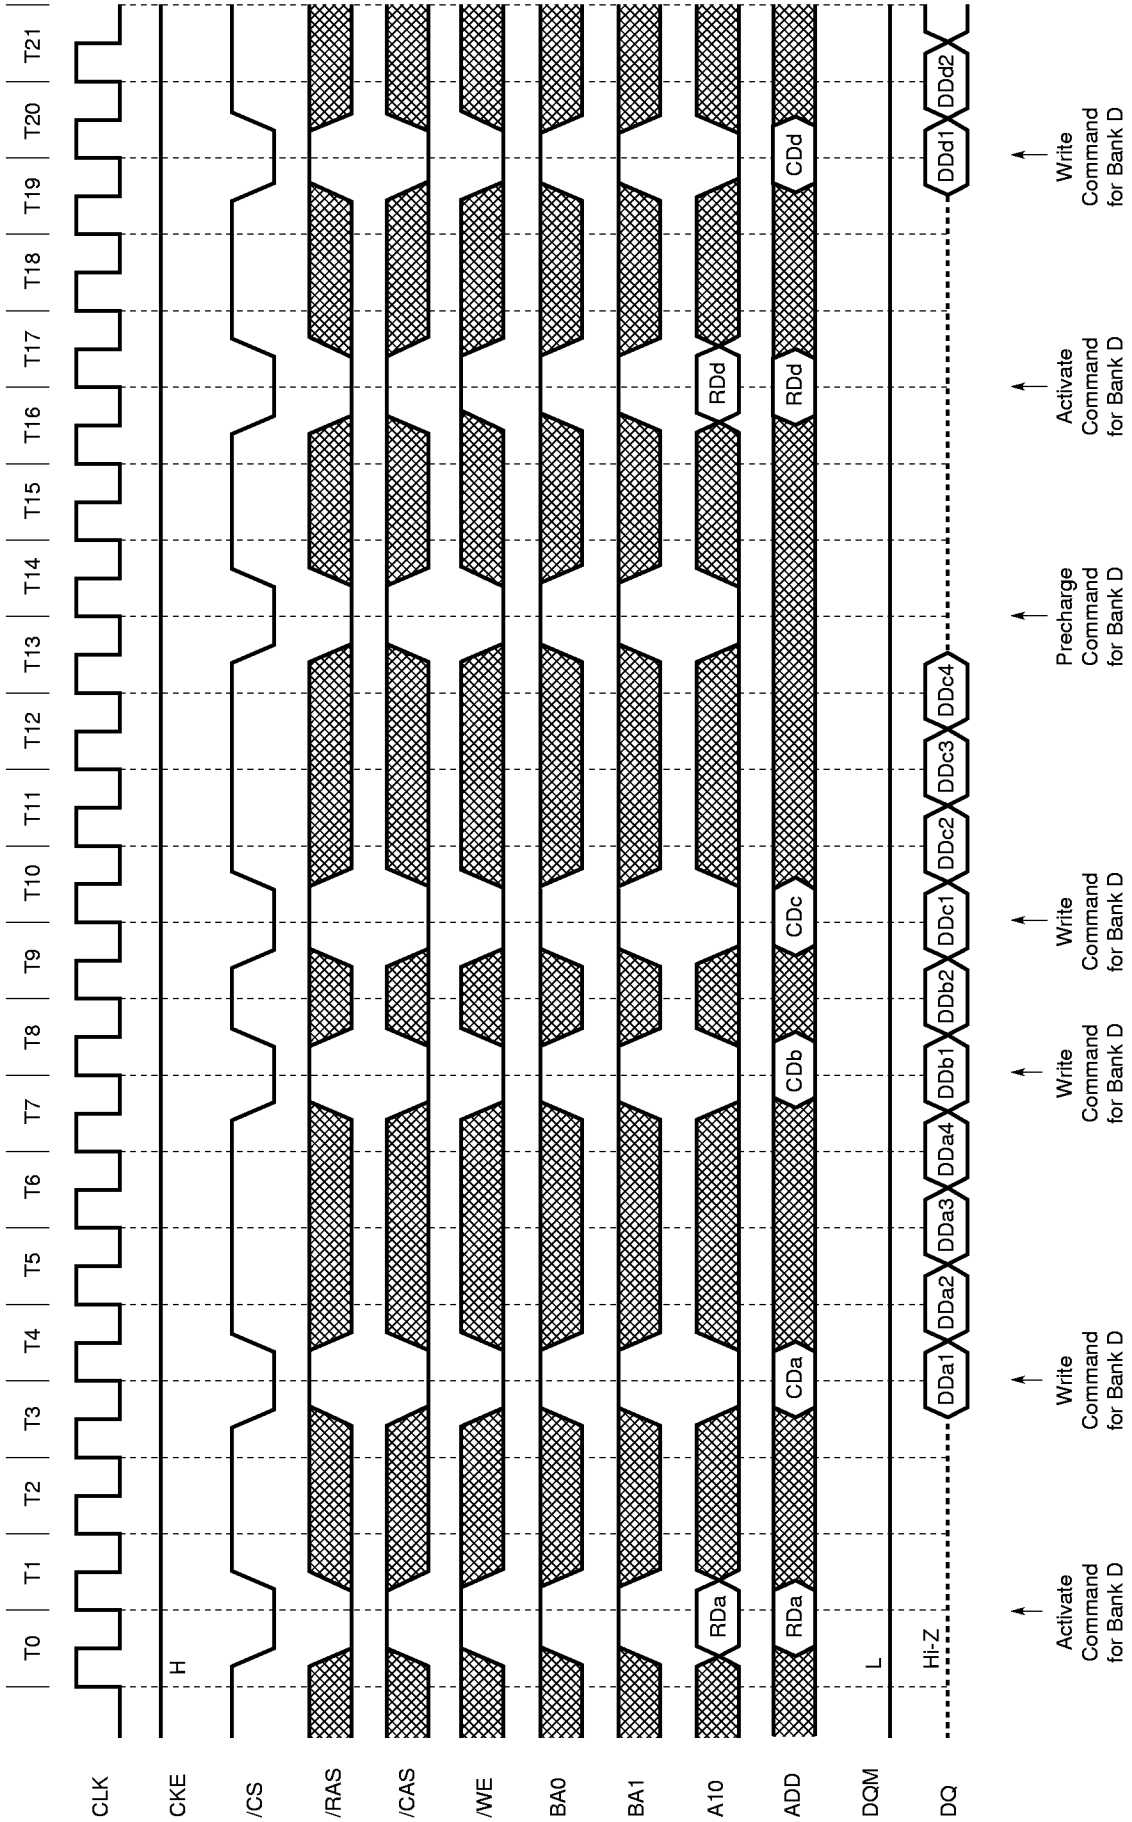 T0 T1 T2 T3 T4 T5 T6 T7 T8 T9 T10 T11 T12 T13 T14 T15 T16 T17 T18 T19 T20 T21
CLK
CKE H
/CS
/RAS
/CAS
/WE
BA0
BA1
A10 RDa RDd
ADD RDa CDa CDb CDc RDd CDd
DQM L
DQ Hi-Z DDa1 DDa2 DDa3 DDa4 DDb1 DDb2 DDc1 DDc2 DDc3 DDc4 DDd1 DDd2
Activate
Command
for Bank D
Write
Command
for Bank D
Write
Command
for Bank D
Write
Command
for Bank D
Precharge
Command
for Bank D
Activate
Command
for Bank D
Write
Command
for Bank D